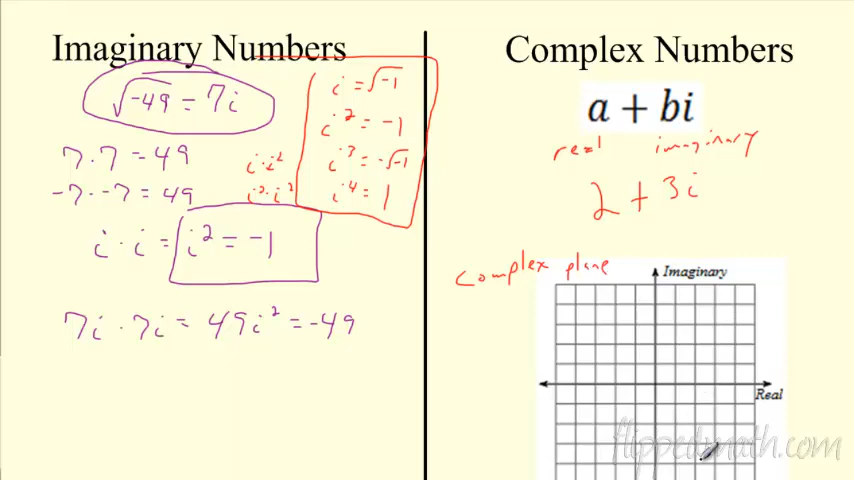 Imaginary Numbers
√-49 = 7i
7 · 7 = 49
-7 · -7 = 49
i · i = i² = -1
7i · 7i = 49i² = -49
i = √-1
i² = -1
i · i² i³ = -√-1
i² · i² i⁴ = 1
Complex Numbers
a + bi
real imaginary
2 + 3i
complex plane
Imaginary
Real
flippedmath.com